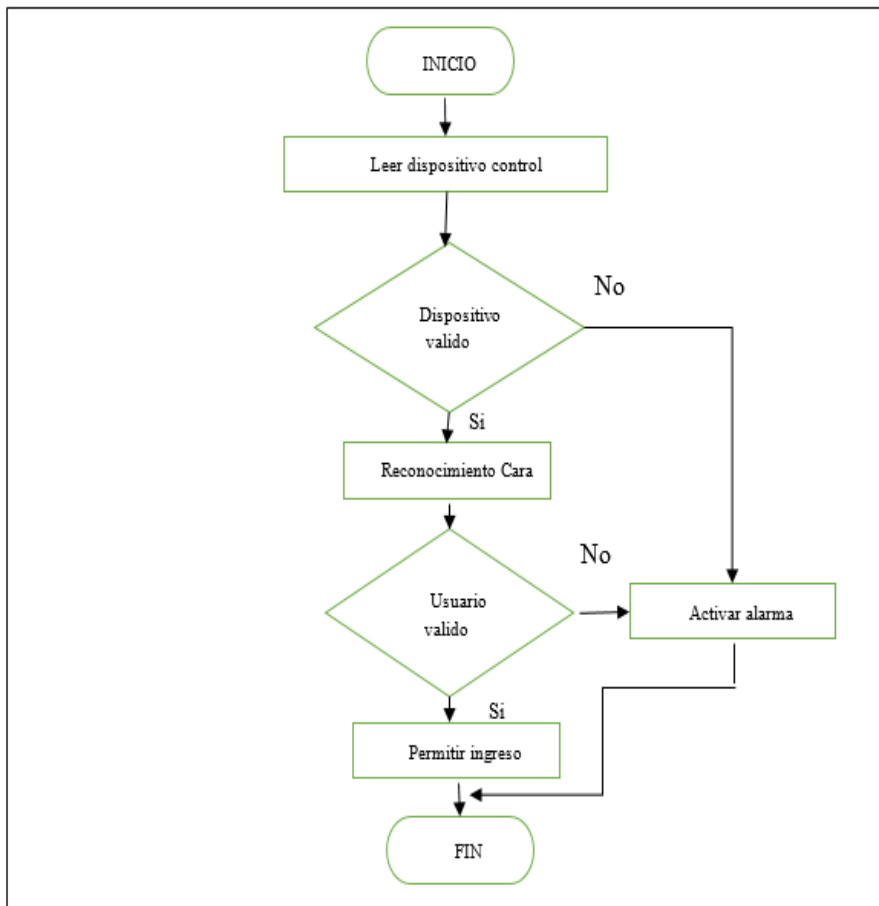 INICIO
Leer dispositivo control
No
Dispositivo
valido
Si
Reconocimiento Cara
No
Usuario
valido
Activar alarma
Si
Permitir ingreso
FIN